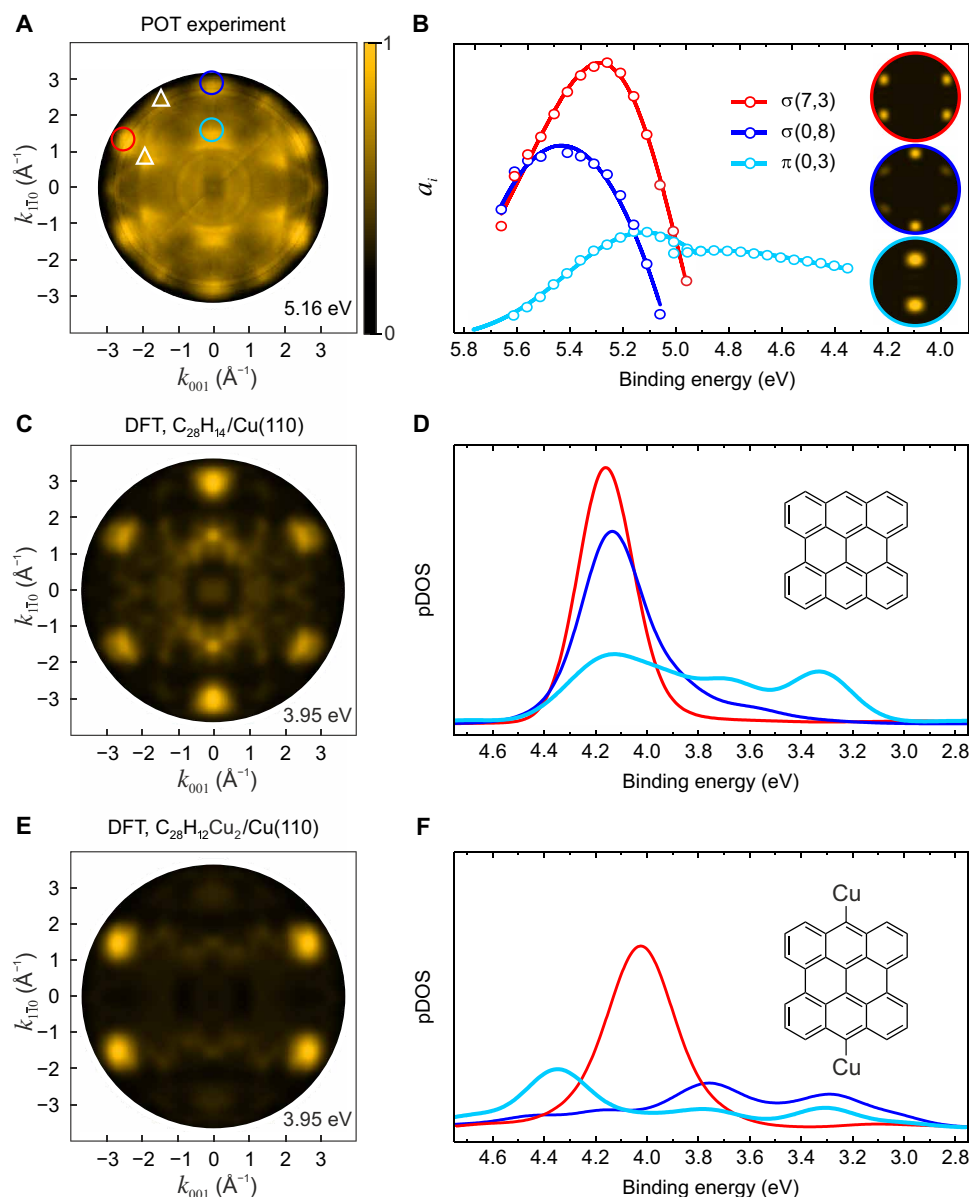 A
POT experiment
3
2
1
0
−1
−2
−3
k11̅0 (Å⁻¹)
−3 −2 −1 0 1 2 3
k001 (Å⁻¹)
5.16 eV
1
0
B
ai
σ(7,3)
σ(0,8)
π(0,3)
5.8 5.6 5.4 5.2 5.0 4.8 4.6 4.4 4.2 4.0
Binding energy (eV)
C
DFT, C₂₈H₁₄/Cu(110)
3
2
1
0
−1
−2
−3
k11̅0 (Å⁻¹)
−3 −2 −1 0 1 2 3
k001 (Å⁻¹)
3.95 eV
D
pDOS
4.6 4.4 4.2 4.0 3.8 3.6 3.4 3.2 3.0 2.8
Binding energy (eV)
E
DFT, C₂₈H₁₂Cu₂/Cu(110)
3
2
1
0
−1
−2
−3
k11̅0 (Å⁻¹)
−3 −2 −1 0 1 2 3
k001 (Å⁻¹)
3.95 eV
F
pDOS
Cu
Cu
4.6 4.4 4.2 4.0 3.8 3.6 3.4 3.2 3.0 2.8
Binding energy (eV)